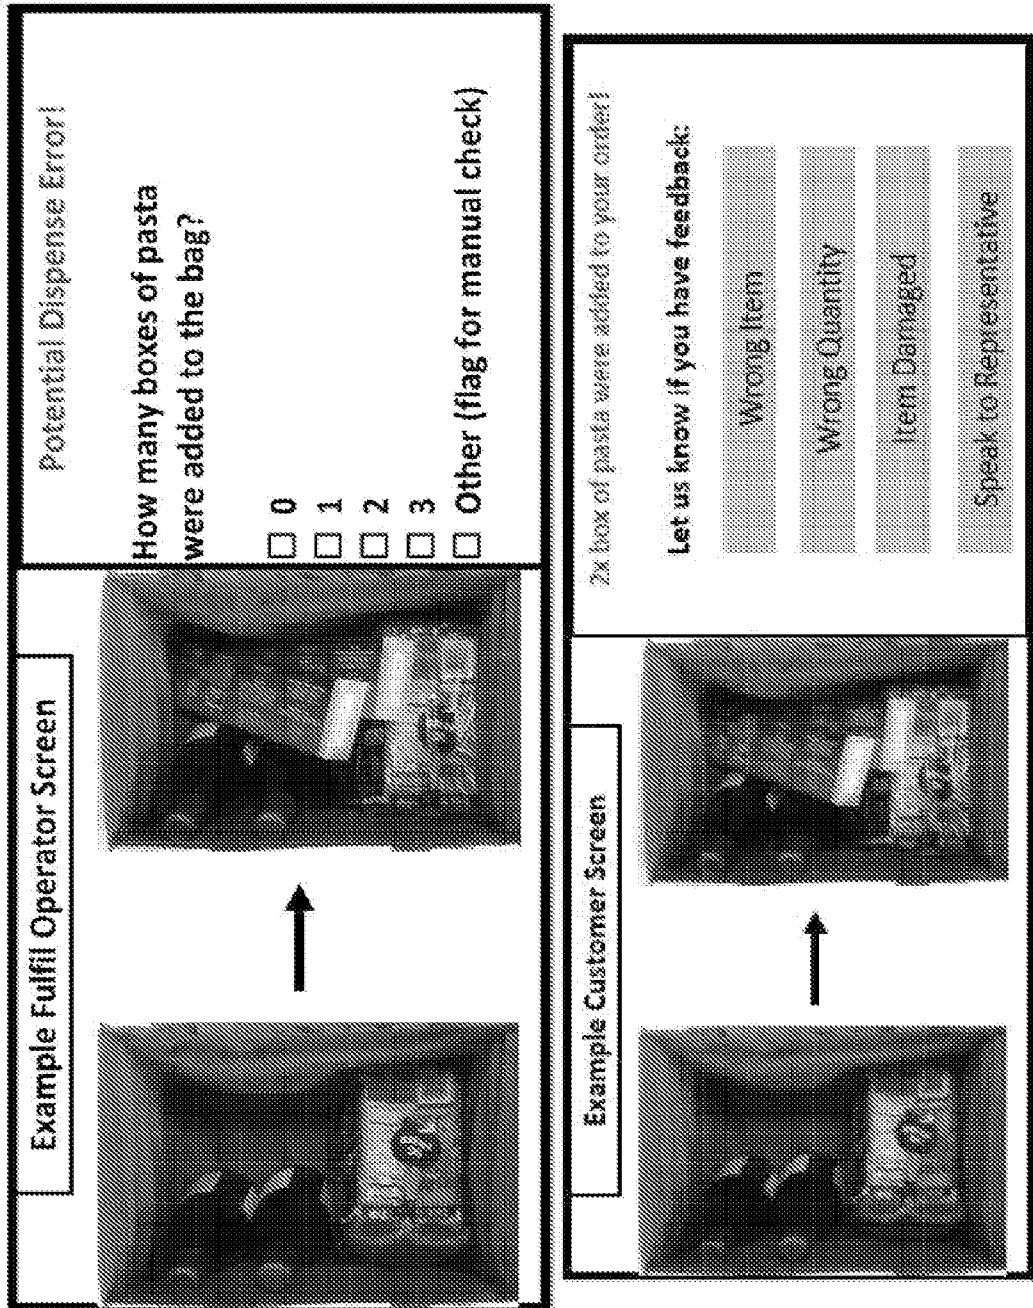 Example Fulfil Operator Screen
Potential Dispense Error!
How many boxes of pasta
were added to the bag?
☐ 0
☐ 1
☐ 2
☐ 3
☐ Other (flag for manual check)
Example Customer Screen
2x box of pasta were added to your order!
Let us know if you have feedback:
Wrong Item
Wrong Quantity
Item Damaged
Speak to Representative